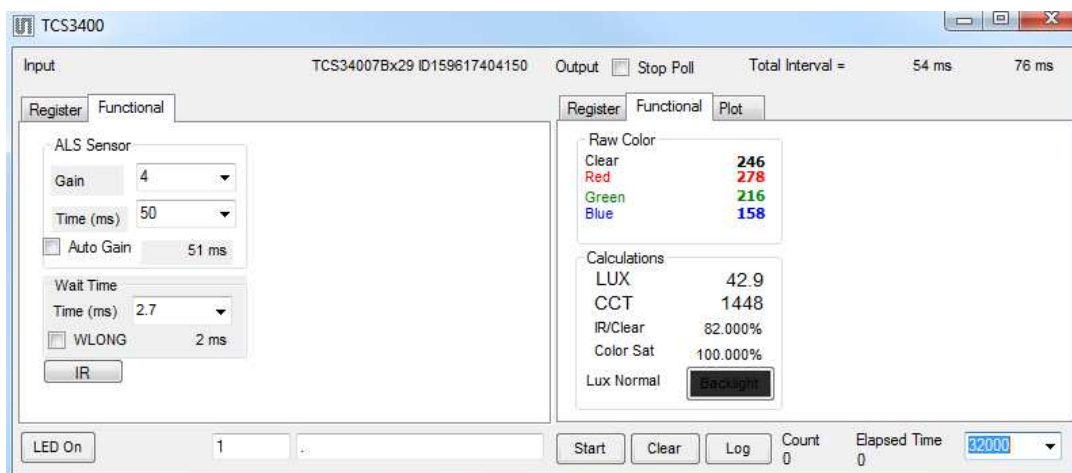 TCS3400
Input TCS34007Bx29 ID159617404150 Output Stop Poll Total Interval = 54 ms 76 ms
Register Functional
ALS Sensor
Gain 4
Time (ms) 50
Auto Gain 51 ms
Wait Time
Time (ms) 2.7
WLONG 2 ms
IR
LED On 1 .
Register Functional Plot
Raw Color
Clear 246
Red 278
Green 216
Blue 158
Calculations
LUX 42.9
CCT 1448
IR/Clear 82.000%
Color Sat 100.000%
Lux Normal Backlight
Start Clear Log Count 0 Elapsed Time 0 32000